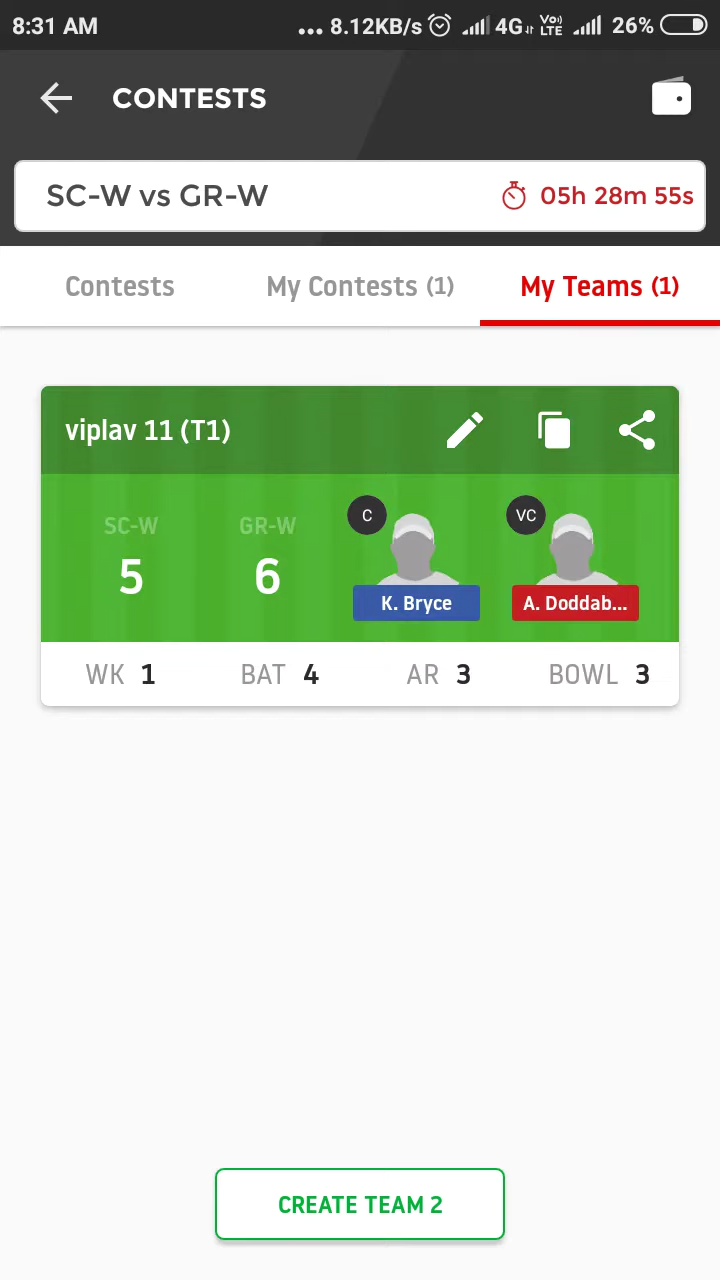 8:31 AM ... 8.12KB/s 4G VoLTE 26%
CONTESTS
SC-W vs GR-W 05h 28m 55s
Contests My Contests (1) My Teams (1)
viplav 11 (T1)
C VC
SC-W GR-W
5 6
K. Bryce A. Doddab...
WK 1 BAT 4 AR 3 BOWL 3
CREATE TEAM 2